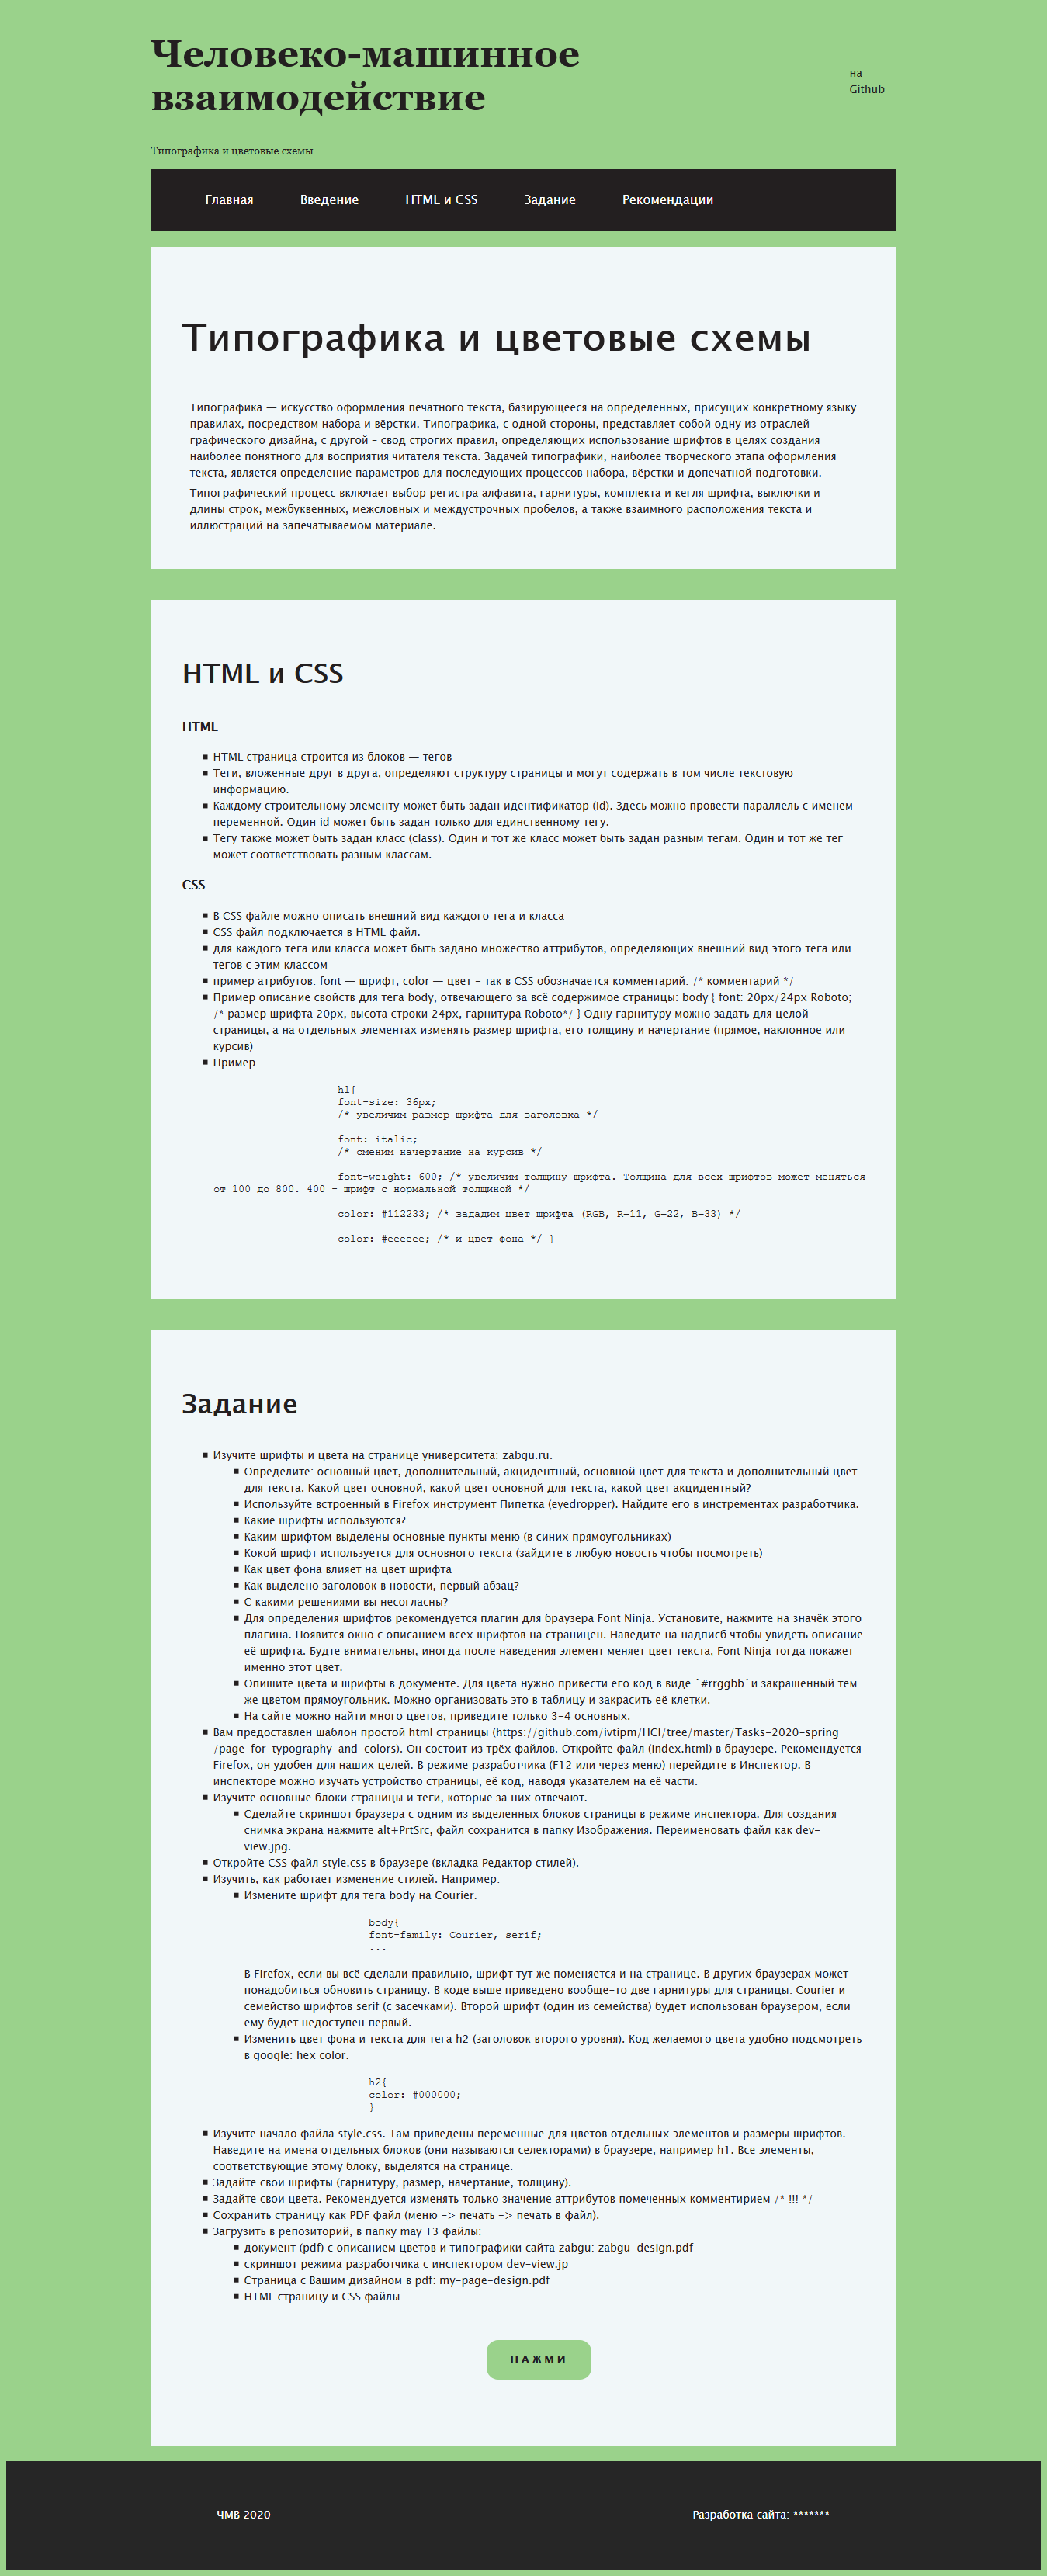 Человеко-машинное
взаимодействие
на
Github
Типографика и цветовые схемы
Главная Введение HTML и CSS Задание Рекомендации
Типографика и цветовые схемы
Типографика — искусство оформления печатного текста, базирующееся на определённых, присущих конкретному языку
правилах, посредством набора и вёрстки. Типографика, с одной стороны, представляет собой одну из отраслей
графического дизайна, с другой – свод строгих правил, определяющих использование шрифтов в целях создания
наиболее понятного для восприятия читателя текста. Задачей типографики, наиболее творческого этапа оформления
текста, является определение параметров для последующих процессов набора, вёрстки и допечатной подготовки.
Типографический процесс включает выбор регистра алфавита, гарнитуры, комплекта и кегля шрифта, выключки и
длины строк, межбуквенных, межсловных и междустрочных пробелов, а также взаимного расположения текста и
иллюстраций на запечатываемом материале.
HTML и CSS
HTML
▪ HTML страница строится из блоков — тегов
▪ Теги, вложенные друг в друга, определяют структуру страницы и могут содержать в том числе текстовую
информацию.
▪ Каждому строительному элементу может быть задан идентификатор (id). Здесь можно провести параллель с именем
переменной. Один id может быть задан только для единственному тегу.
▪ Тегу также может быть задан класс (class). Один и тот же класс может быть задан разным тегам. Один и тот же тег
может соответствовать разным классам.
CSS
▪ В CSS файле можно описать внешний вид каждого тега и класса
▪ CSS файл подключается в HTML файл.
▪ для каждого тега или класса может быть задано множество аттрибутов, определяющих внешний вид этого тега или
тегов с этим классом
▪ пример атрибутов: font — шрифт, color — цвет – так в CSS обозначается комментарий: /* комментарий */
▪ Пример описание свойств для тега body, отвечающего за всё содержимое страницы: body { font: 20px/24px Roboto;
/* размер шрифта 20px, высота строки 24px, гарнитура Roboto*/ } Одну гарнитуру можно задать для целой
страницы, а на отдельных элементах изменять размер шрифта, его толщину и начертание (прямое, наклонное или
курсив)
▪ Пример
h1{
font-size: 36px;
/* увеличим размер шрифта для заголовка */
font: italic;
/* сменим начертание на курсив */
font-weight: 600; /* увеличим толщину шрифта. Толщина для всех шрифтов может меняться
от 100 до 800. 400 – шрифт с нормальной толщиной */
color: #112233; /* зададим цвет шрифта (RGB, R=11, G=22, B=33) */
color: #eeeeee; /* и цвет фона */ }
Задание
▪ Изучите шрифты и цвета на странице университета: zabgu.ru.
▪ Определите: основный цвет, дополнительный, акцидентный, основной цвет для текста и дополнительный цвет
для текста. Какой цвет основной, какой цвет основной для текста, какой цвет акцидентный?
▪ Используйте встроенный в Firefox инструмент Пипетка (eyedropper). Найдите его в инстрементах разработчика.
▪ Какие шрифты используются?
▪ Каким шрифтом выделены основные пункты меню (в синих прямоугольниках)
▪ Кокой шрифт используется для основного текста (зайдите в любую новость чтобы посмотреть)
▪ Как цвет фона влияет на цвет шрифта
▪ Как выделено заголовок в новости, первый абзац?
▪ С какими решениями вы несогласны?
▪ Для определения шрифтов рекомендуется плагин для браузера Font Ninja. Установите, нажмите на значёк этого
плагина. Появится окно с описанием всех шрифтов на страницен. Наведите на надписб чтобы увидеть описание
её шрифта. Будте внимательны, иногда после наведения элемент меняет цвет текста, Font Ninja тогда покажет
именно этот цвет.
▪ Опишите цвета и шрифты в документе. Для цвета нужно привести его код в виде `#rrggbb`и закрашенный тем
же цветом прямоугольник. Можно организовать это в таблицу и закрасить её клетки.
▪ На сайте можно найти много цветов, приведите только 3–4 основных.
▪ Вам предоставлен шаблон простой html страницы (https://github.com/ivtipm/HCI/tree/master/Tasks-2020-spring
/page-for-typography-and-colors). Он состоит из трёх файлов. Откройте файл (index.html) в браузере. Рекомендуется
Firefox, он удобен для наших целей. В режиме разработчика (F12 или через меню) перейдите в Инспектор. В
инспекторе можно изучать устройство страницы, её код, наводя указателем на её части.
▪ Изучите основные блоки страницы и теги, которые за них отвечают.
▪ Сделайте скриншот браузера с одним из выделенных блоков страницы в режиме инспектора. Для создания
снимка экрана нажмите alt+PrtSrc, файл сохранится в папку Изображения. Переименовать файл как dev-
view.jpg.
▪ Откройте CSS файл style.css в браузере (вкладка Редактор стилей).
▪ Изучить, как работает изменение стилей. Например:
▪ Измените шрифт для тега body на Courier.
body{
font-family: Courier, serif;
...
В Firefox, если вы всё сделали правильно, шрифт тут же поменяется и на странице. В других браузерах может
понадобиться обновить страницу. В коде выше приведено вообще-то две гарнитуры для страницы: Courier и
семейство шрифтов serif (с засечками). Второй шрифт (один из семейства) будет использован браузером, если
ему будет недоступен первый.
▪ Изменить цвет фона и текста для тега h2 (заголовок второго уровня). Код желаемого цвета удобно подсмотреть
в google: hex color.
h2{
color: #000000;
}
▪ Изучите начало файла style.css. Там приведены переменные для цветов отдельных элементов и размеры шрифтов.
Наведите на имена отдельных блоков (они называются селекторами) в браузере, например h1. Все элементы,
соответствующие этому блоку, выделятся на странице.
▪ Задайте свои шрифты (гарнитуру, размер, начертание, толщину).
▪ Задайте свои цвета. Рекомендуется изменять только значение аттрибутов помеченных комментирием /* !!! */
▪ Сохранить страницу как PDF файл (меню -> печать -> печать в файл).
▪ Загрузить в репозиторий, в папку may 13 файлы:
▪ документ (pdf) с описанием цветов и типографики сайта zabgu: zabgu-design.pdf
▪ скриншот режима разработчика с инспектором dev-view.jp
▪ Страница с Вашим дизайном в pdf: my-page-design.pdf
▪ HTML страницу и CSS файлы
НАЖМИ
ЧМВ 2020 Разработка сайта: *******